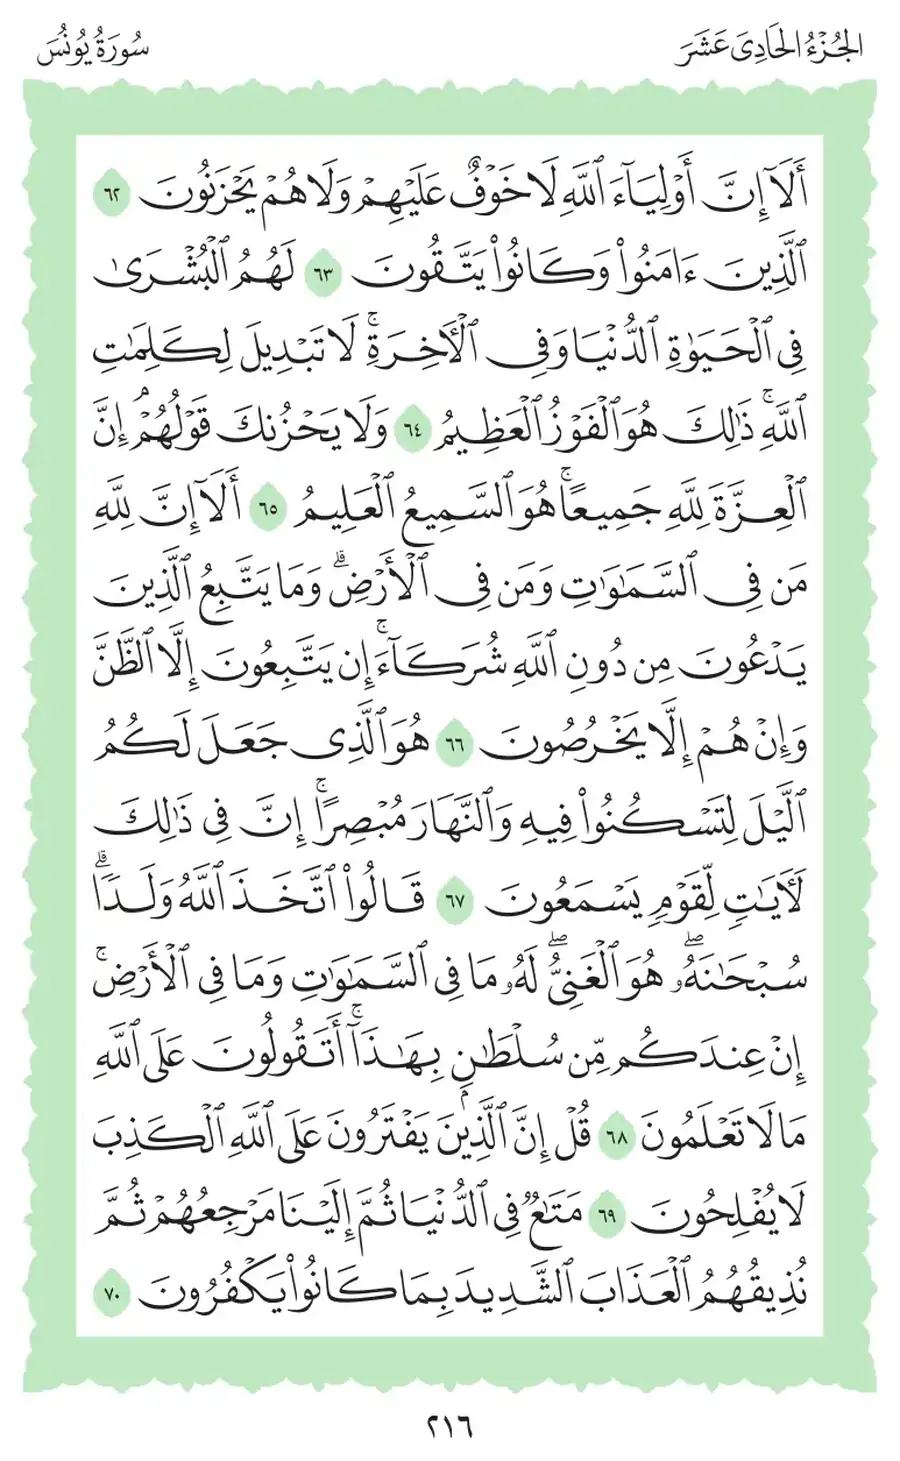 الجُزْءُ الحَادِىَ عَشَرَ
سُورَةُ يُونُسَ
أَلَآ إِنَّ أَوْلِيَآءَ ٱللَّهِ لَا خَوْفٌ عَلَيْهِمْ وَلَا هُمْ يَحْزَنُونَ ٦٢
ٱلَّذِينَ ءَامَنُوا۟ وَكَانُوا۟ يَتَّقُونَ ٦٣ لَهُمُ ٱلْبُشْرَىٰ
فِى ٱلْحَيَوٰةِ ٱلدُّنْيَا وَفِى ٱلْـَٔاخِرَةِ ۚ لَا تَبْدِيلَ لِكَلِمَـٰتِ
ٱللَّهِ ۚ ذَٰلِكَ هُوَ ٱلْفَوْزُ ٱلْعَظِيمُ ٦٤ وَلَا يَحْزُنكَ قَوْلُهُمْ ۘ إِنَّ
ٱلْعِزَّةَ لِلَّهِ جَمِيعًا ۚ هُوَ ٱلسَّمِيعُ ٱلْعَلِيمُ ٦٥ أَلَآ إِنَّ لِلَّهِ
مَن فِى ٱلسَّمَـٰوَٰتِ وَمَن فِى ٱلْأَرْضِ ۗ وَمَا يَتَّبِعُ ٱلَّذِينَ
يَدْعُونَ مِن دُونِ ٱللَّهِ شُرَكَآءَ ۚ إِن يَتَّبِعُونَ إِلَّا ٱلظَّنَّ
وَإِنْ هُمْ إِلَّا يَخْرُصُونَ ٦٦ هُوَ ٱلَّذِى جَعَلَ لَكُمُ
ٱلَّيْلَ لِتَسْكُنُوا۟ فِيهِ وَٱلنَّهَارَ مُبْصِرًا ۚ إِنَّ فِى ذَٰلِكَ
لَـَٔايَـٰتٍ لِّقَوْمٍ يَسْمَعُونَ ٦٧ قَالُوا۟ ٱتَّخَذَ ٱللَّهُ وَلَدًا ۗ
سُبْحَـٰنَهُۥ ۖ هُوَ ٱلْغَنِىُّ ۖ لَهُۥ مَا فِى ٱلسَّمَـٰوَٰتِ وَمَا فِى ٱلْأَرْضِ ۚ
إِنْ عِندَكُم مِّن سُلْطَـٰنٍۭ بِهَـٰذَآ ۚ أَتَقُولُونَ عَلَى ٱللَّهِ
مَا لَا تَعْلَمُونَ ٦٨ قُلْ إِنَّ ٱلَّذِينَ يَفْتَرُونَ عَلَى ٱللَّهِ ٱلْكَذِبَ
لَا يُفْلِحُونَ ٦٩ مَتَـٰعٌ فِى ٱلدُّنْيَا ثُمَّ إِلَيْنَا مَرْجِعُهُمْ ثُمَّ
نُذِيقُهُمُ ٱلْعَذَابَ ٱلشَّدِيدَ بِمَا كَانُوا۟ يَكْفُرُونَ ٧٠
٢١٦